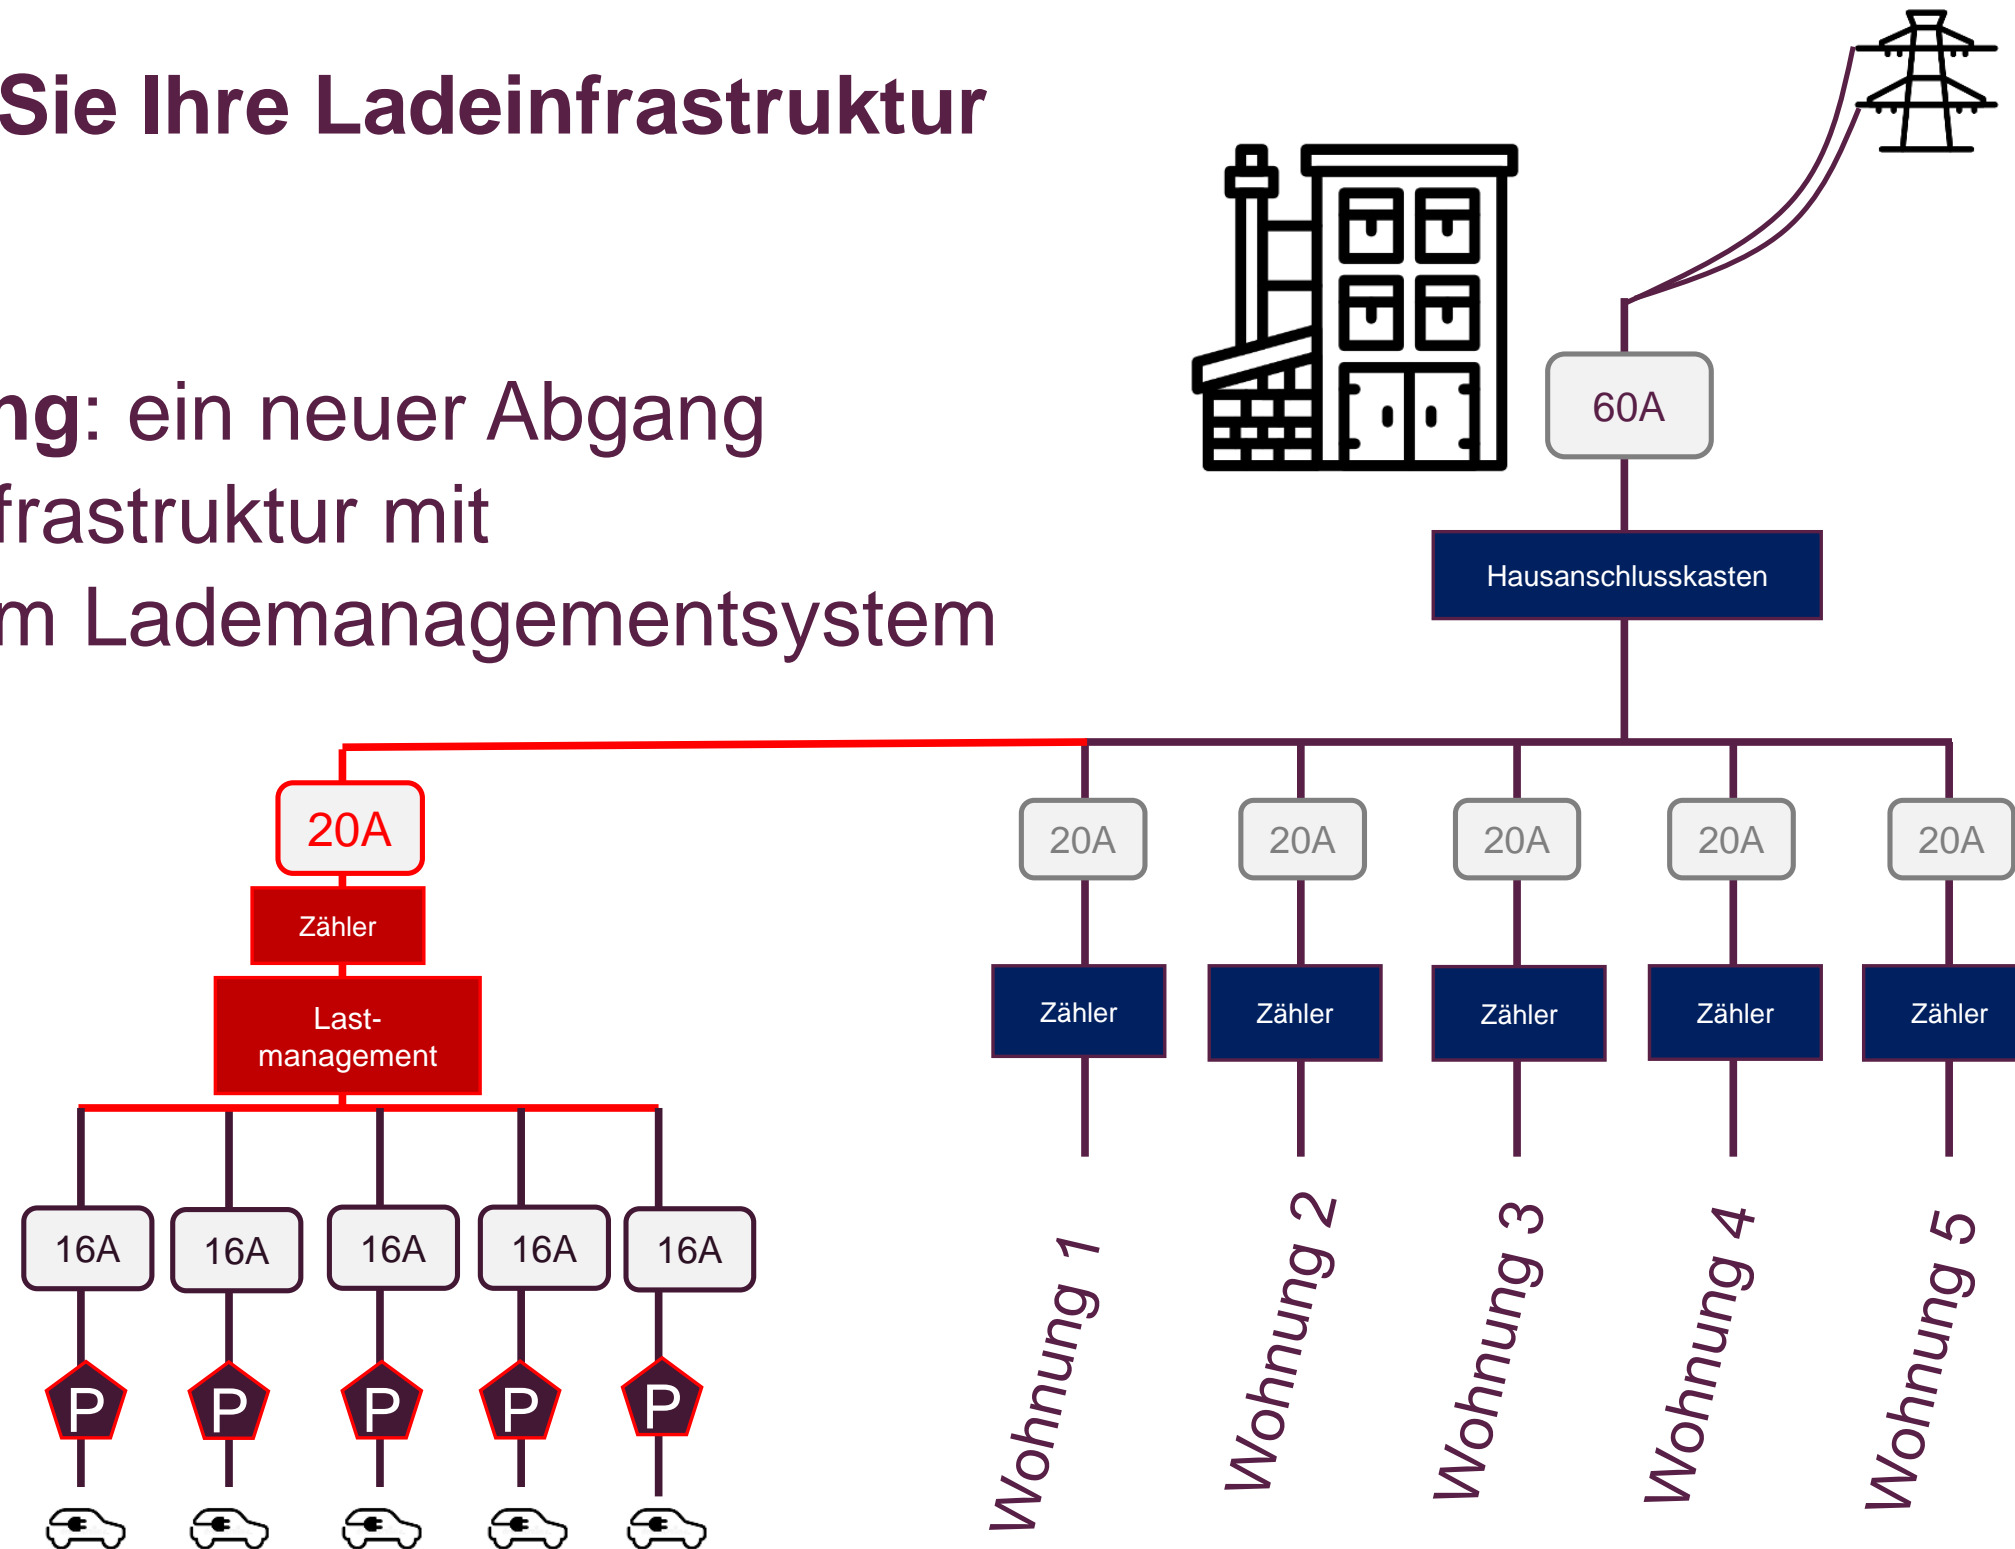 Sie Ihre Ladeinfrastruktur
ng: ein neuer Abgang
frastruktur mit
m Lademanagementsystem
60A
Hausanschlusskasten
20A
Zähler
Last-
management
16A
16A
16A
16A
16A
P
P
P
P
P
20A
20A
20A
20A
20A
Zähler
Zähler
Zähler
Zähler
Zähler
Wohnung 1
Wohnung 2
Wohnung 3
Wohnung 4
Wohnung 5